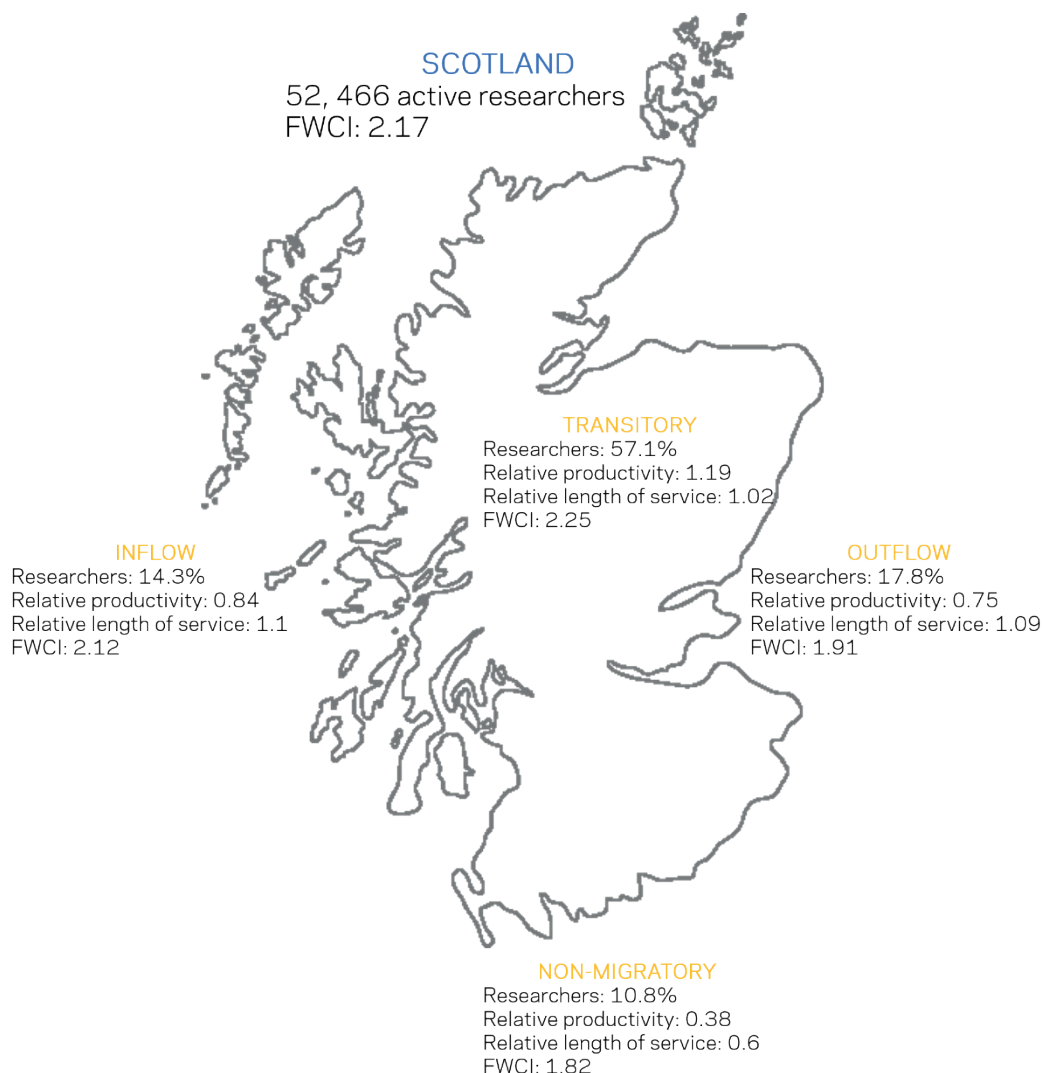 SCOTLAND
52, 466 active researchers
FWCI: 2.17
TRANSITORY
Researchers: 57.1%
Relative productivity: 1.19
Relative length of service: 1.02
FWCI: 2.25
INFLOW
Researchers: 14.3%
Relative productivity: 0.84
Relative length of service: 1.1
FWCI: 2.12
OUTFLOW
Researchers: 17.8%
Relative productivity: 0.75
Relative length of service: 1.09
FWCI: 1.91
NON-MIGRATORY
Researchers: 10.8%
Relative productivity: 0.38
Relative length of service: 0.6
FWCI: 1.82